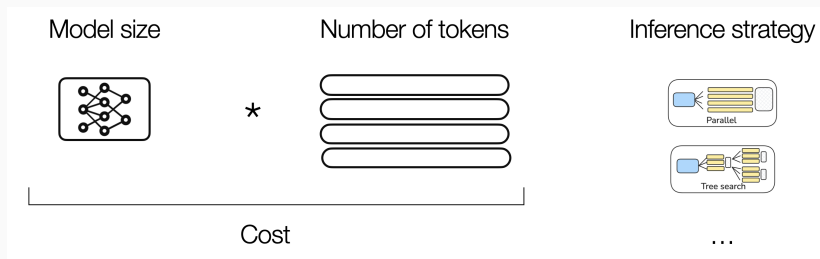 Model size
Number of tokens
Inference strategy
*
Parallel
Tree search
Cost
...